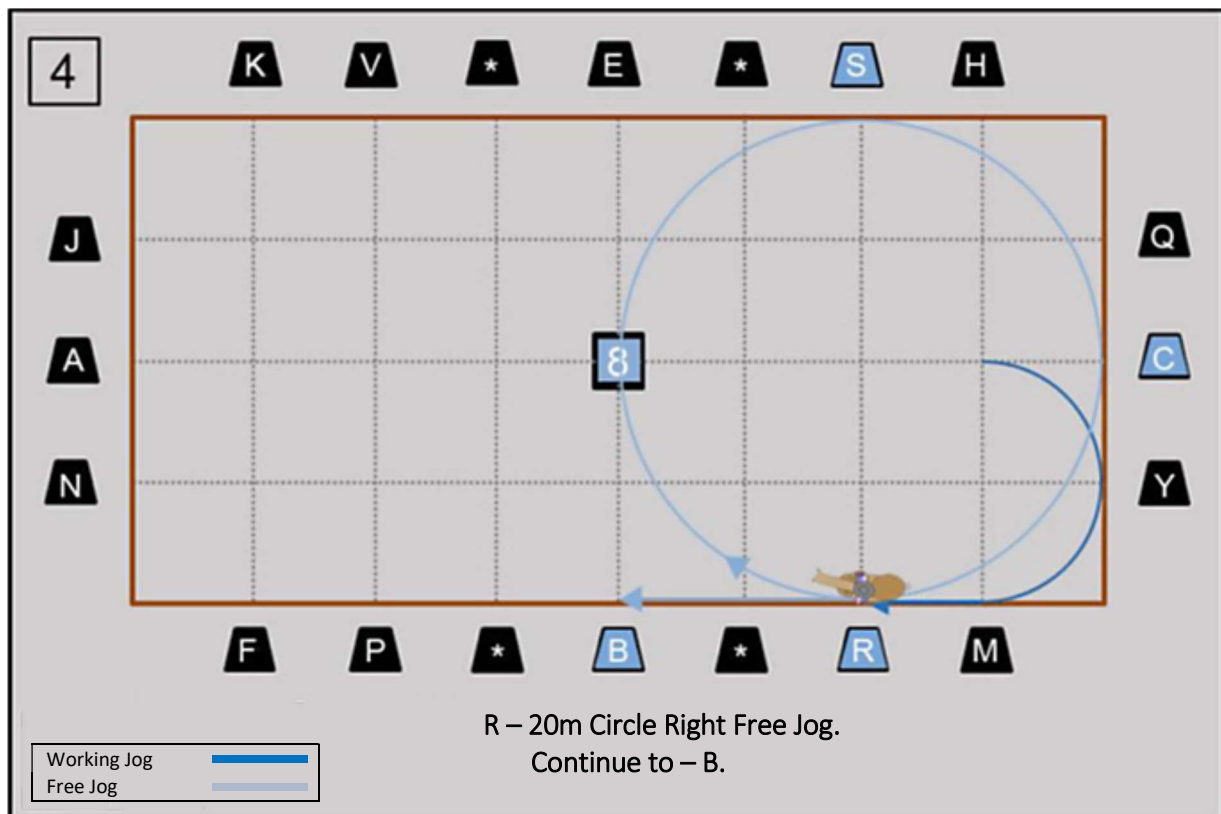 4
K V * E * S H
J Q
A 8 C
N Y
F P * B * R M
R – 20m Circle Right Free Jog.
Continue to – B.
Working Jog
Free Jog